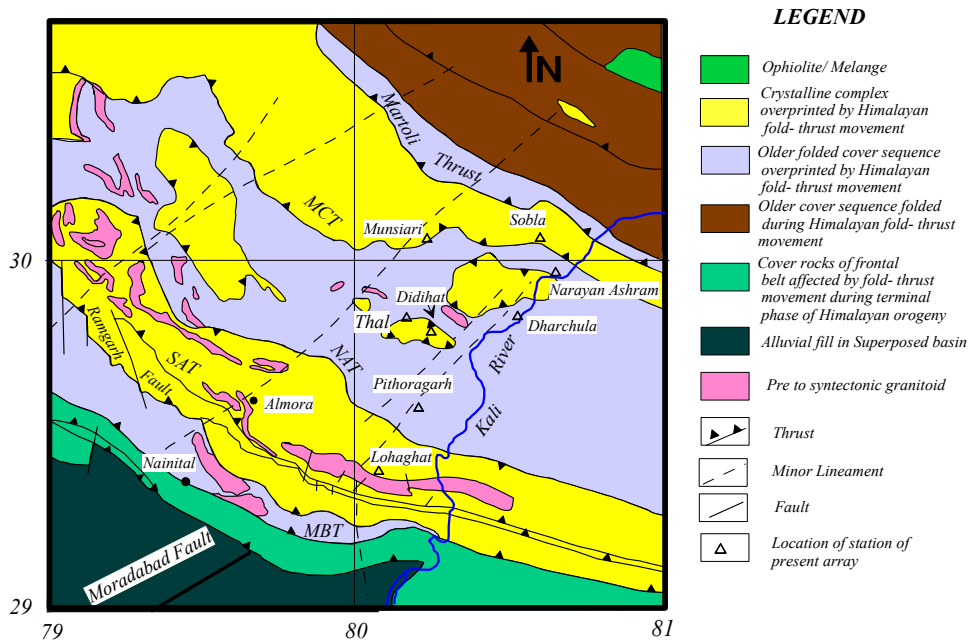 LEGEND
Ophiolite/ Melange
Crystalline complex
overprinted by Himalayan
fold- thrust movement
Older folded cover sequence
overprinted by Himalayan
fold- thrust movement
Older cover sequence folded
during Himalayan fold- thrust
movement
Cover rocks of frontal
belt affected by fold- thrust
movement during terminal
phase of Himalayan orogeny
Alluvial fill in Superposed basin
Pre to syntectonic granitoid
Thrust
Minor Lineament
Fault
Location of station of
present array
N
Martoli
Thrust
MCT
Munsiari
Sobla
30
Narayan Ashram
Didihat
Thal
Dharchula
Ramgarh
Fault
SAT
NAT
River
Kali
Pithoragarh
Almora
Lohaghat
Nainital
MBT
Moradabad Fault
29
79
80
81